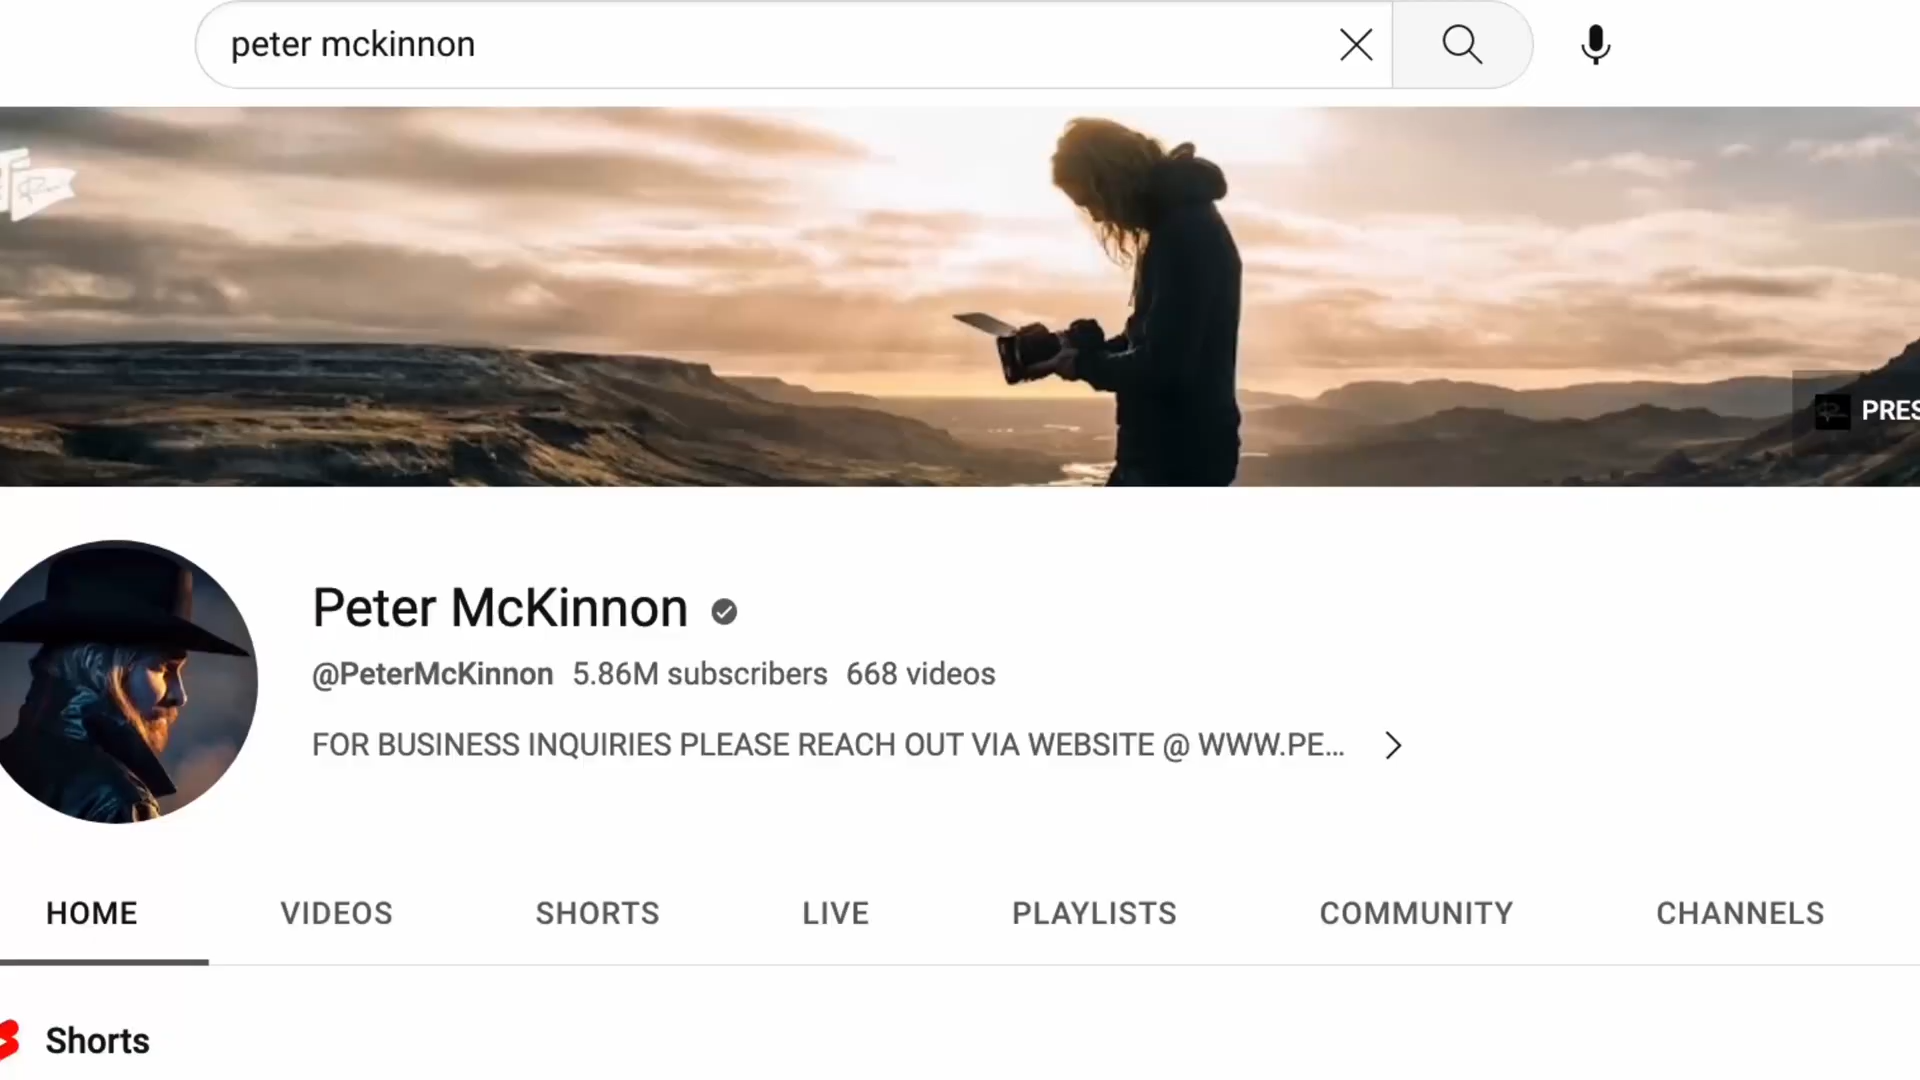 peter mckinnon
PRES
Peter McKinnon
@PeterMcKinnon 5.86M subscribers 668 videos
FOR BUSINESS INQUIRIES PLEASE REACH OUT VIA WEBSITE @ WWW.PE...
HOME VIDEOS SHORTS LIVE PLAYLISTS COMMUNITY CHANNELS
Shorts